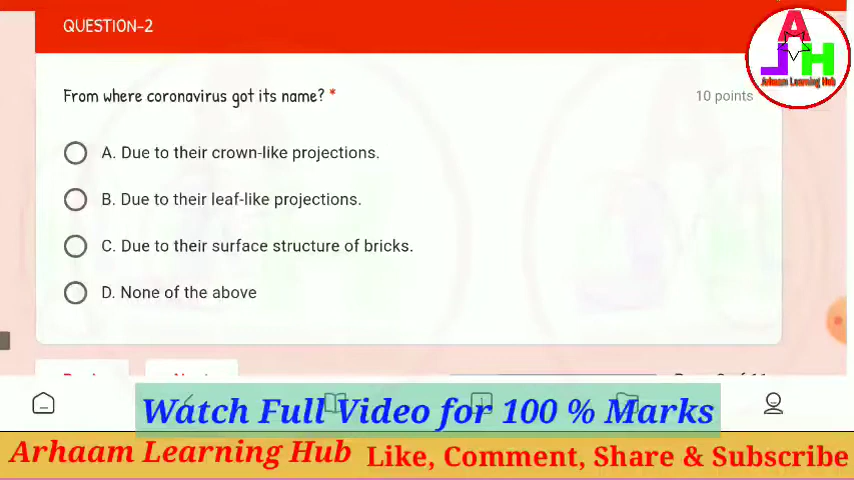 QUESTION-2
A
J H
Arhaam Learning Hub
From where coronavirus got its name? *
10 points
A. Due to their crown-like projections.
B. Due to their leaf-like projections.
C. Due to their surface structure of bricks.
D. None of the above
Watch Full Video for 100 % Marks
Arhaam Learning Hub Like, Comment, Share & Subscribe